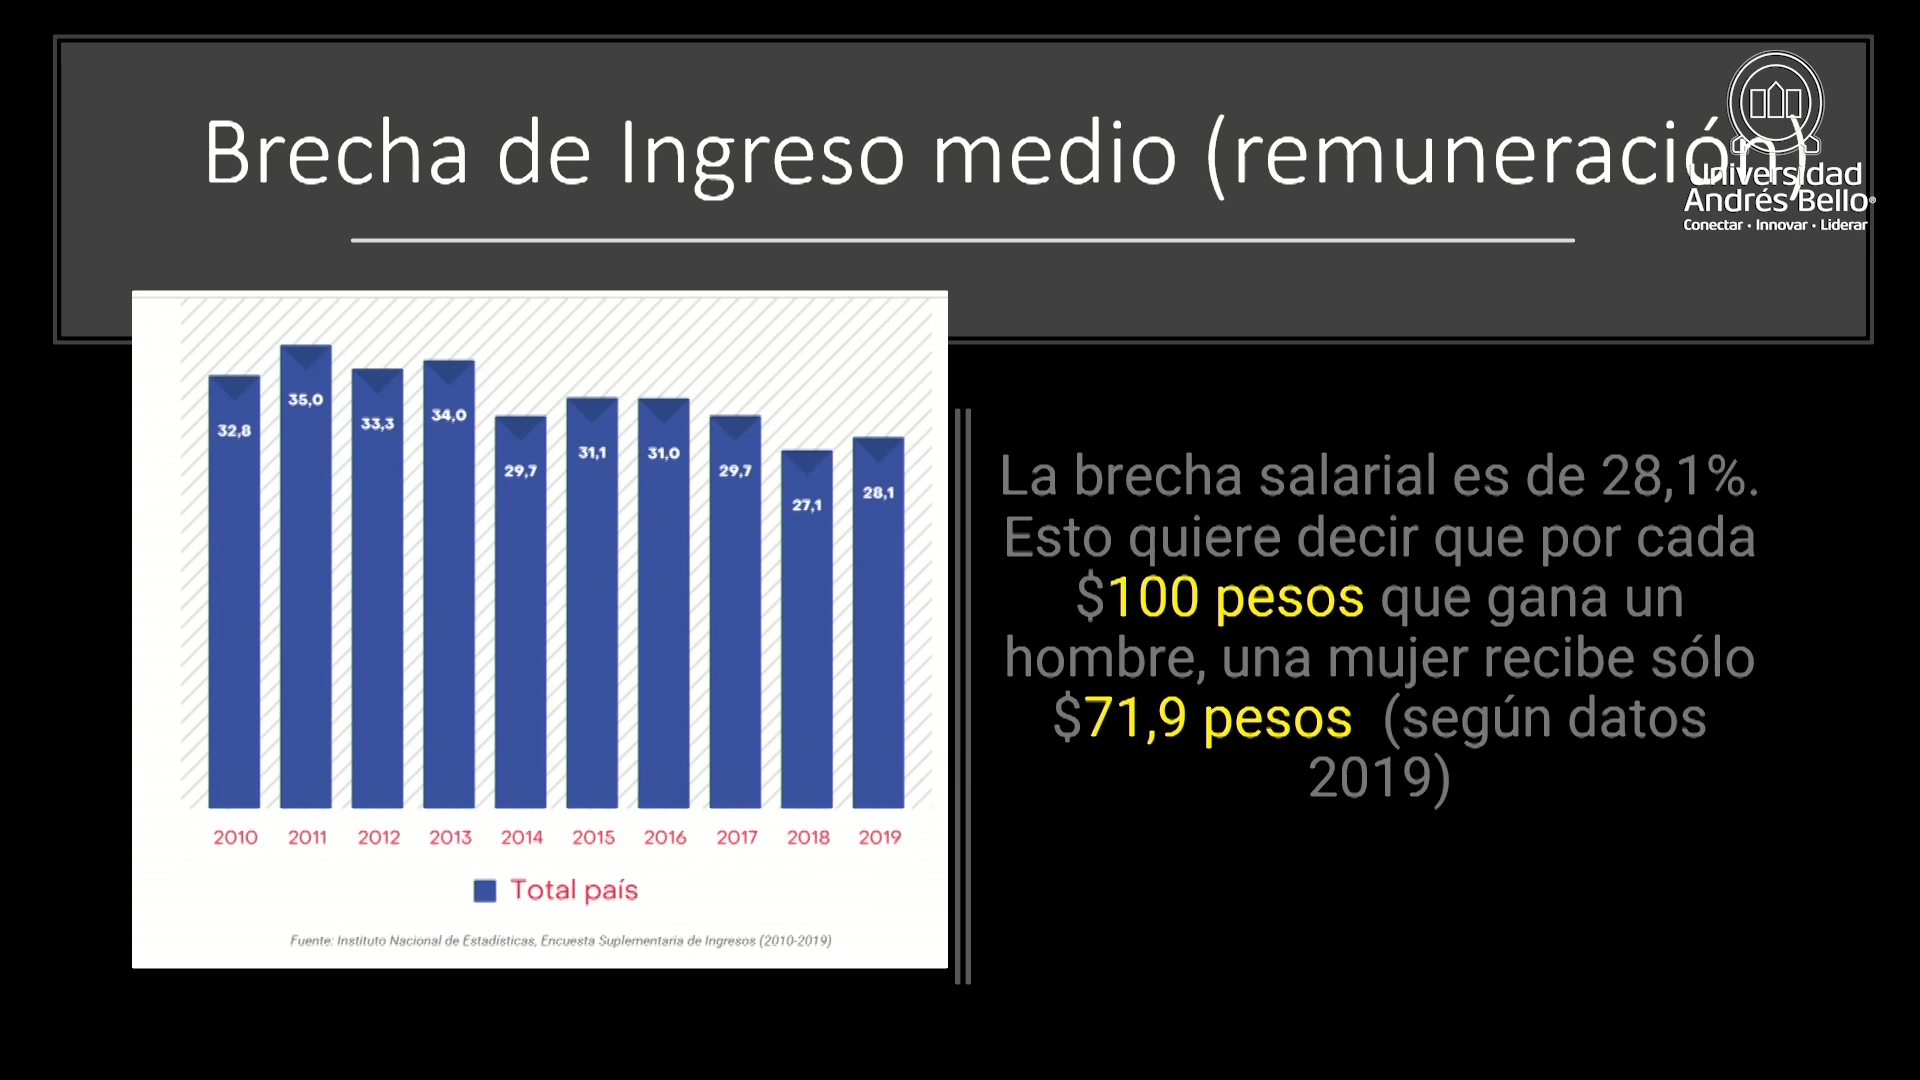 Brecha de Ingreso medio (remuneración)
Universidad
Andrés Bello®
Conectar • Innovar • Liderar
32,8
35,0
33,3
34,0
29,7
31,1
31,0
29,7
27,1
28,1
2010 2011 2012 2013 2014 2015 2016 2017 2018 2019
Total país
Fuente: Instituto Nacional de Estadísticas, Encuesta Suplementaria de Ingresos (2010-2019)
La brecha salarial es de 28,1%.
Esto quiere decir que por cada
$100 pesos que gana un
hombre, una mujer recibe sólo
$71,9 pesos (según datos
2019)